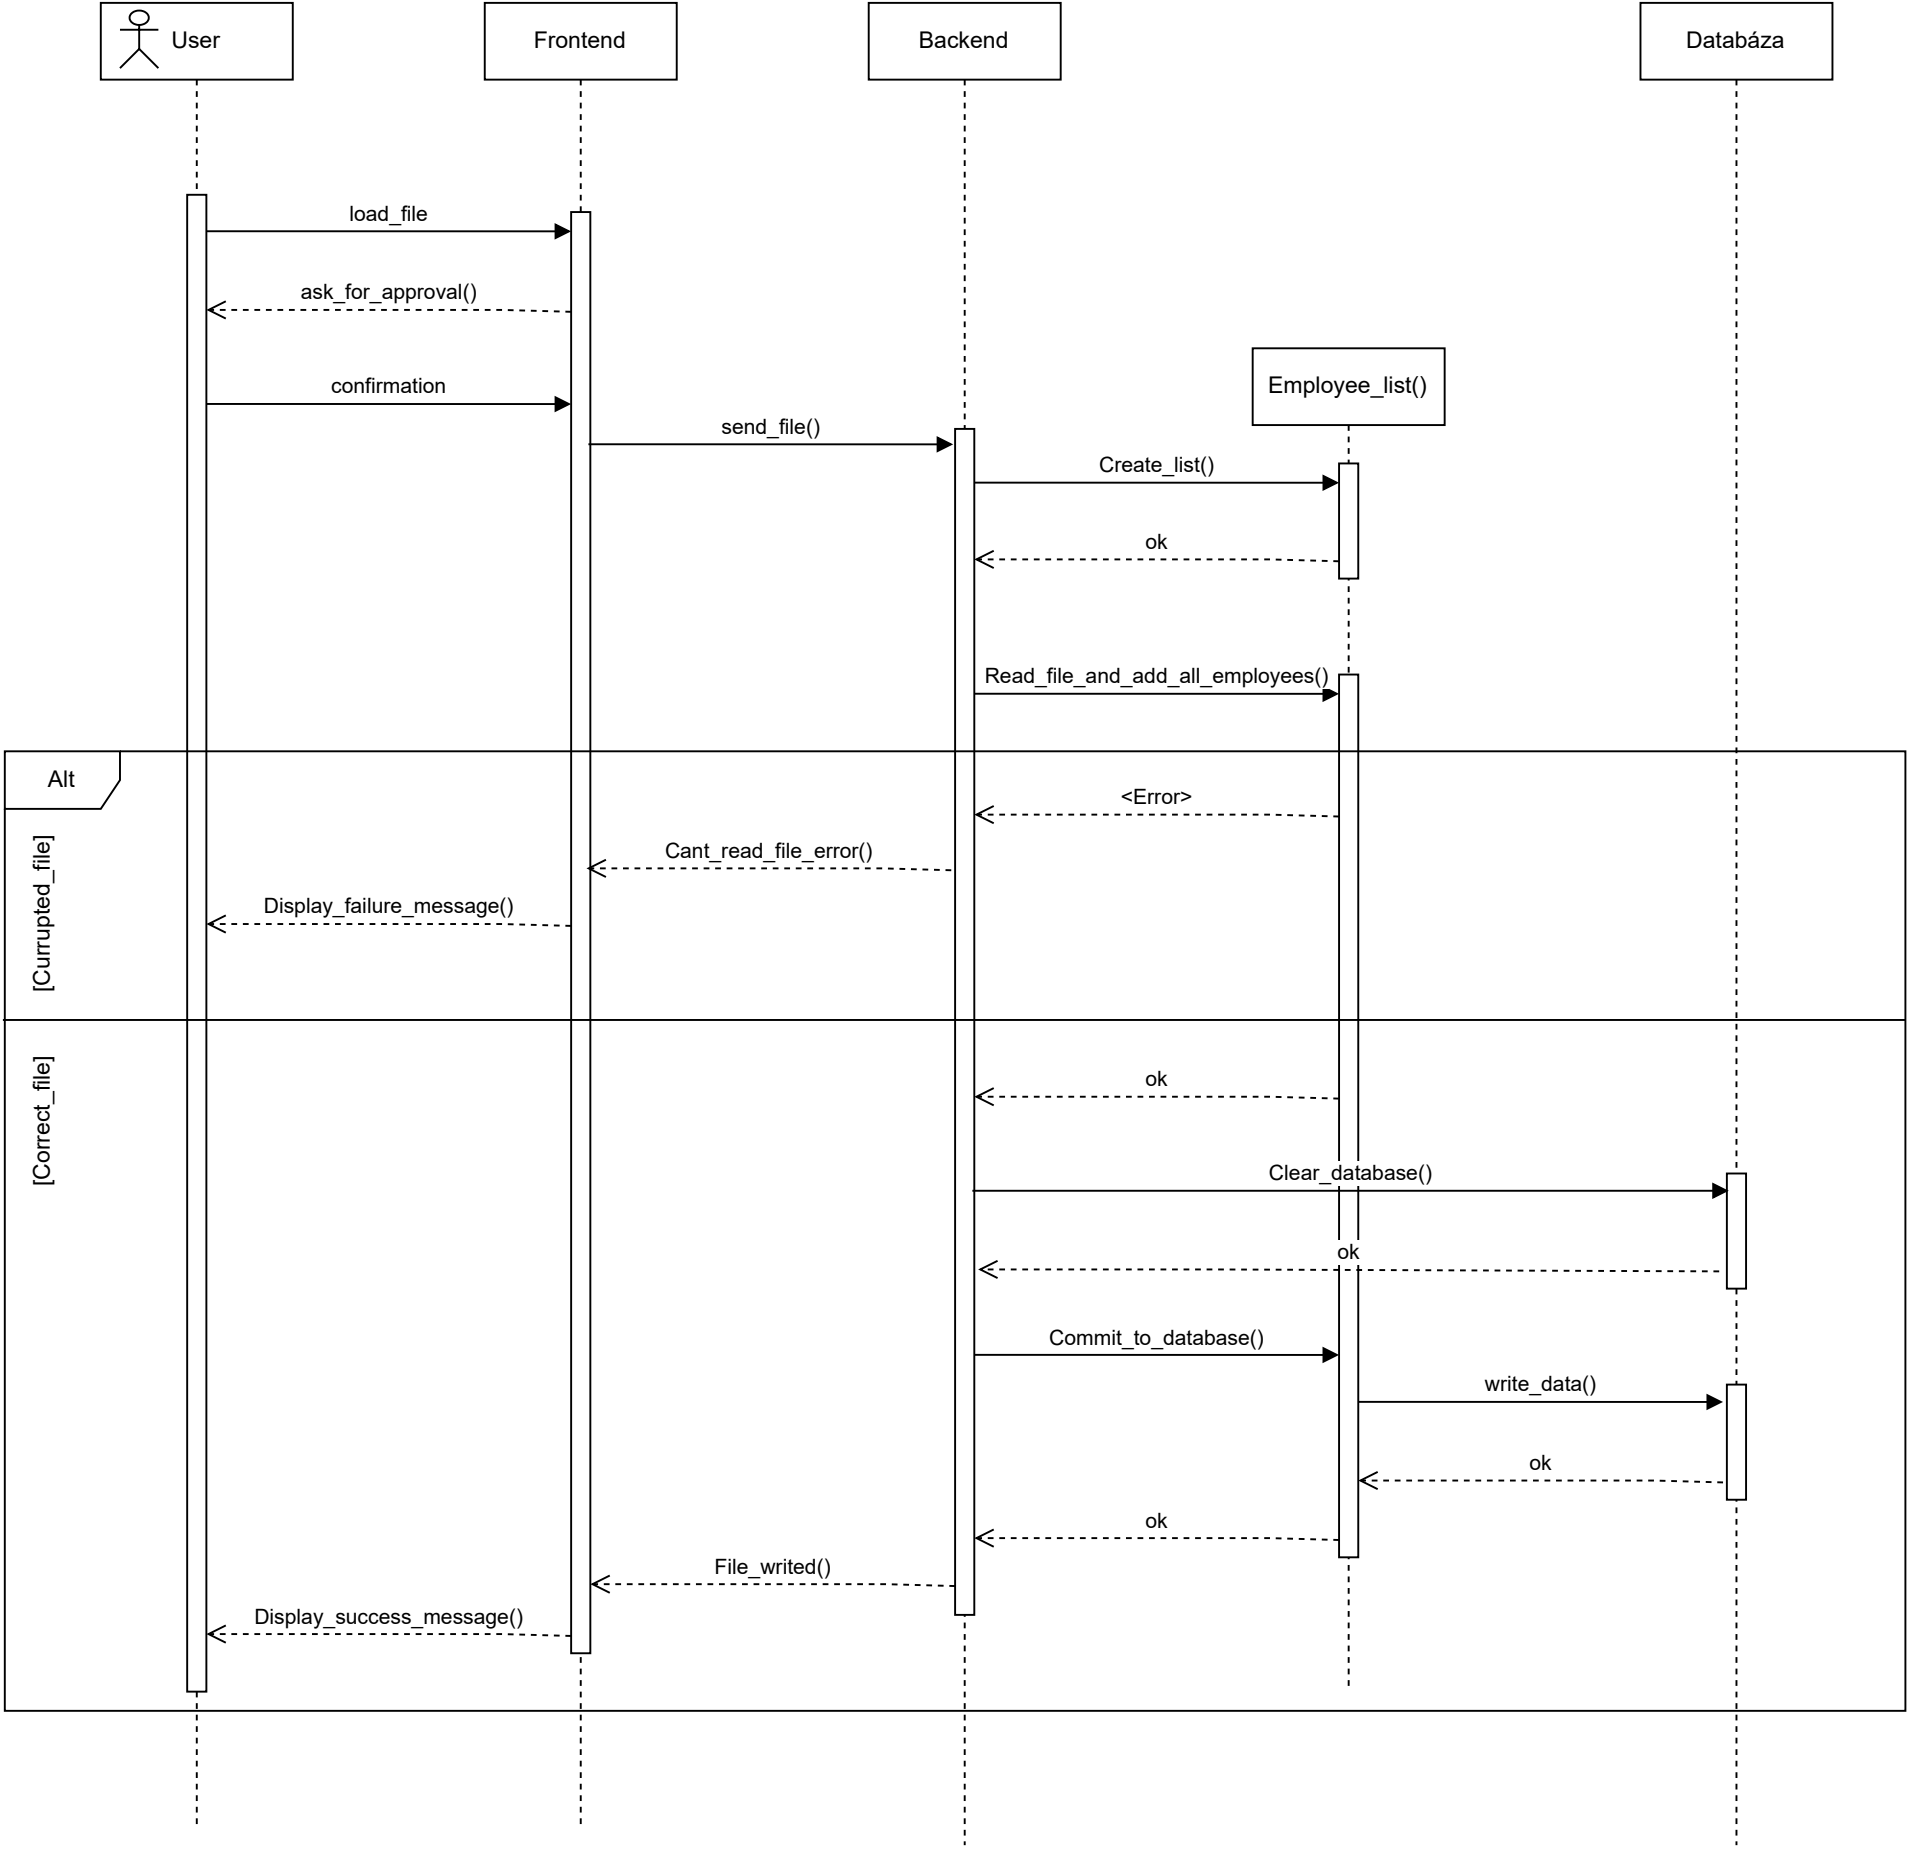 User
Frontend
Backend
Databáza
load_file
ask_for_approval()
Employee_list()
confirmation
send_file()
Create_list()
ok
Read_file_and_add_all_employees()
Alt
<Error>
[Currupted_file]
Cant_read_file_error()
Display_failure_message()
[Correct_file]
ok
Clear_database()
ok
Commit_to_database()
write_data()
ok
ok
File_writed()
Display_success_message()